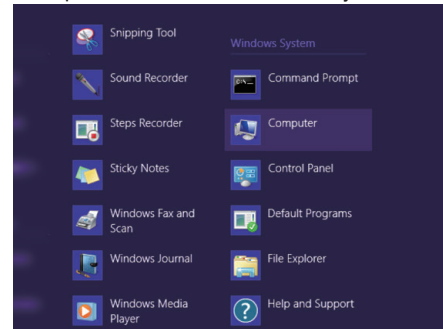 Snipping Tool
Sound Recorder
Steps Recorder
Sticky Notes
Windows Fax and
Scan
Windows Journal
Windows Media
Player
Windows System
Command Prompt
Computer
Control Panel
Default Programs
File Explorer
Help and Support